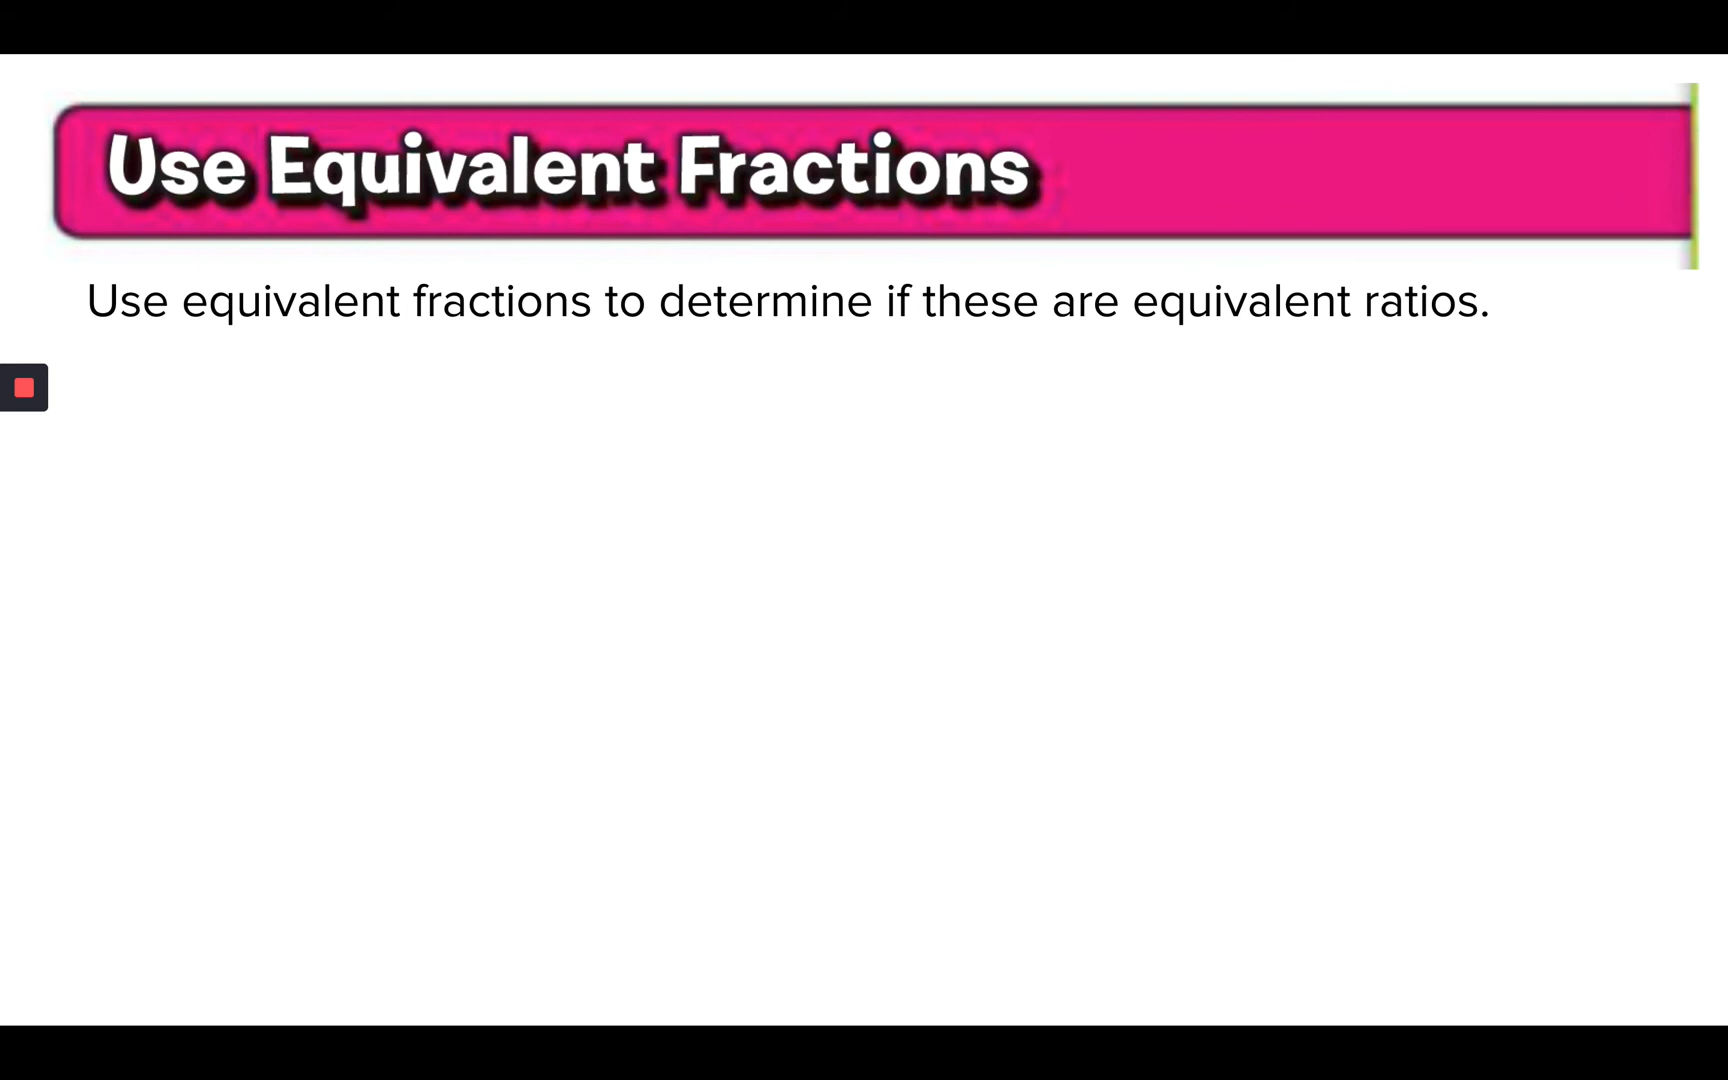 Use Equivalent Fractions
Use equivalent fractions to determine if these are equivalent ratios.